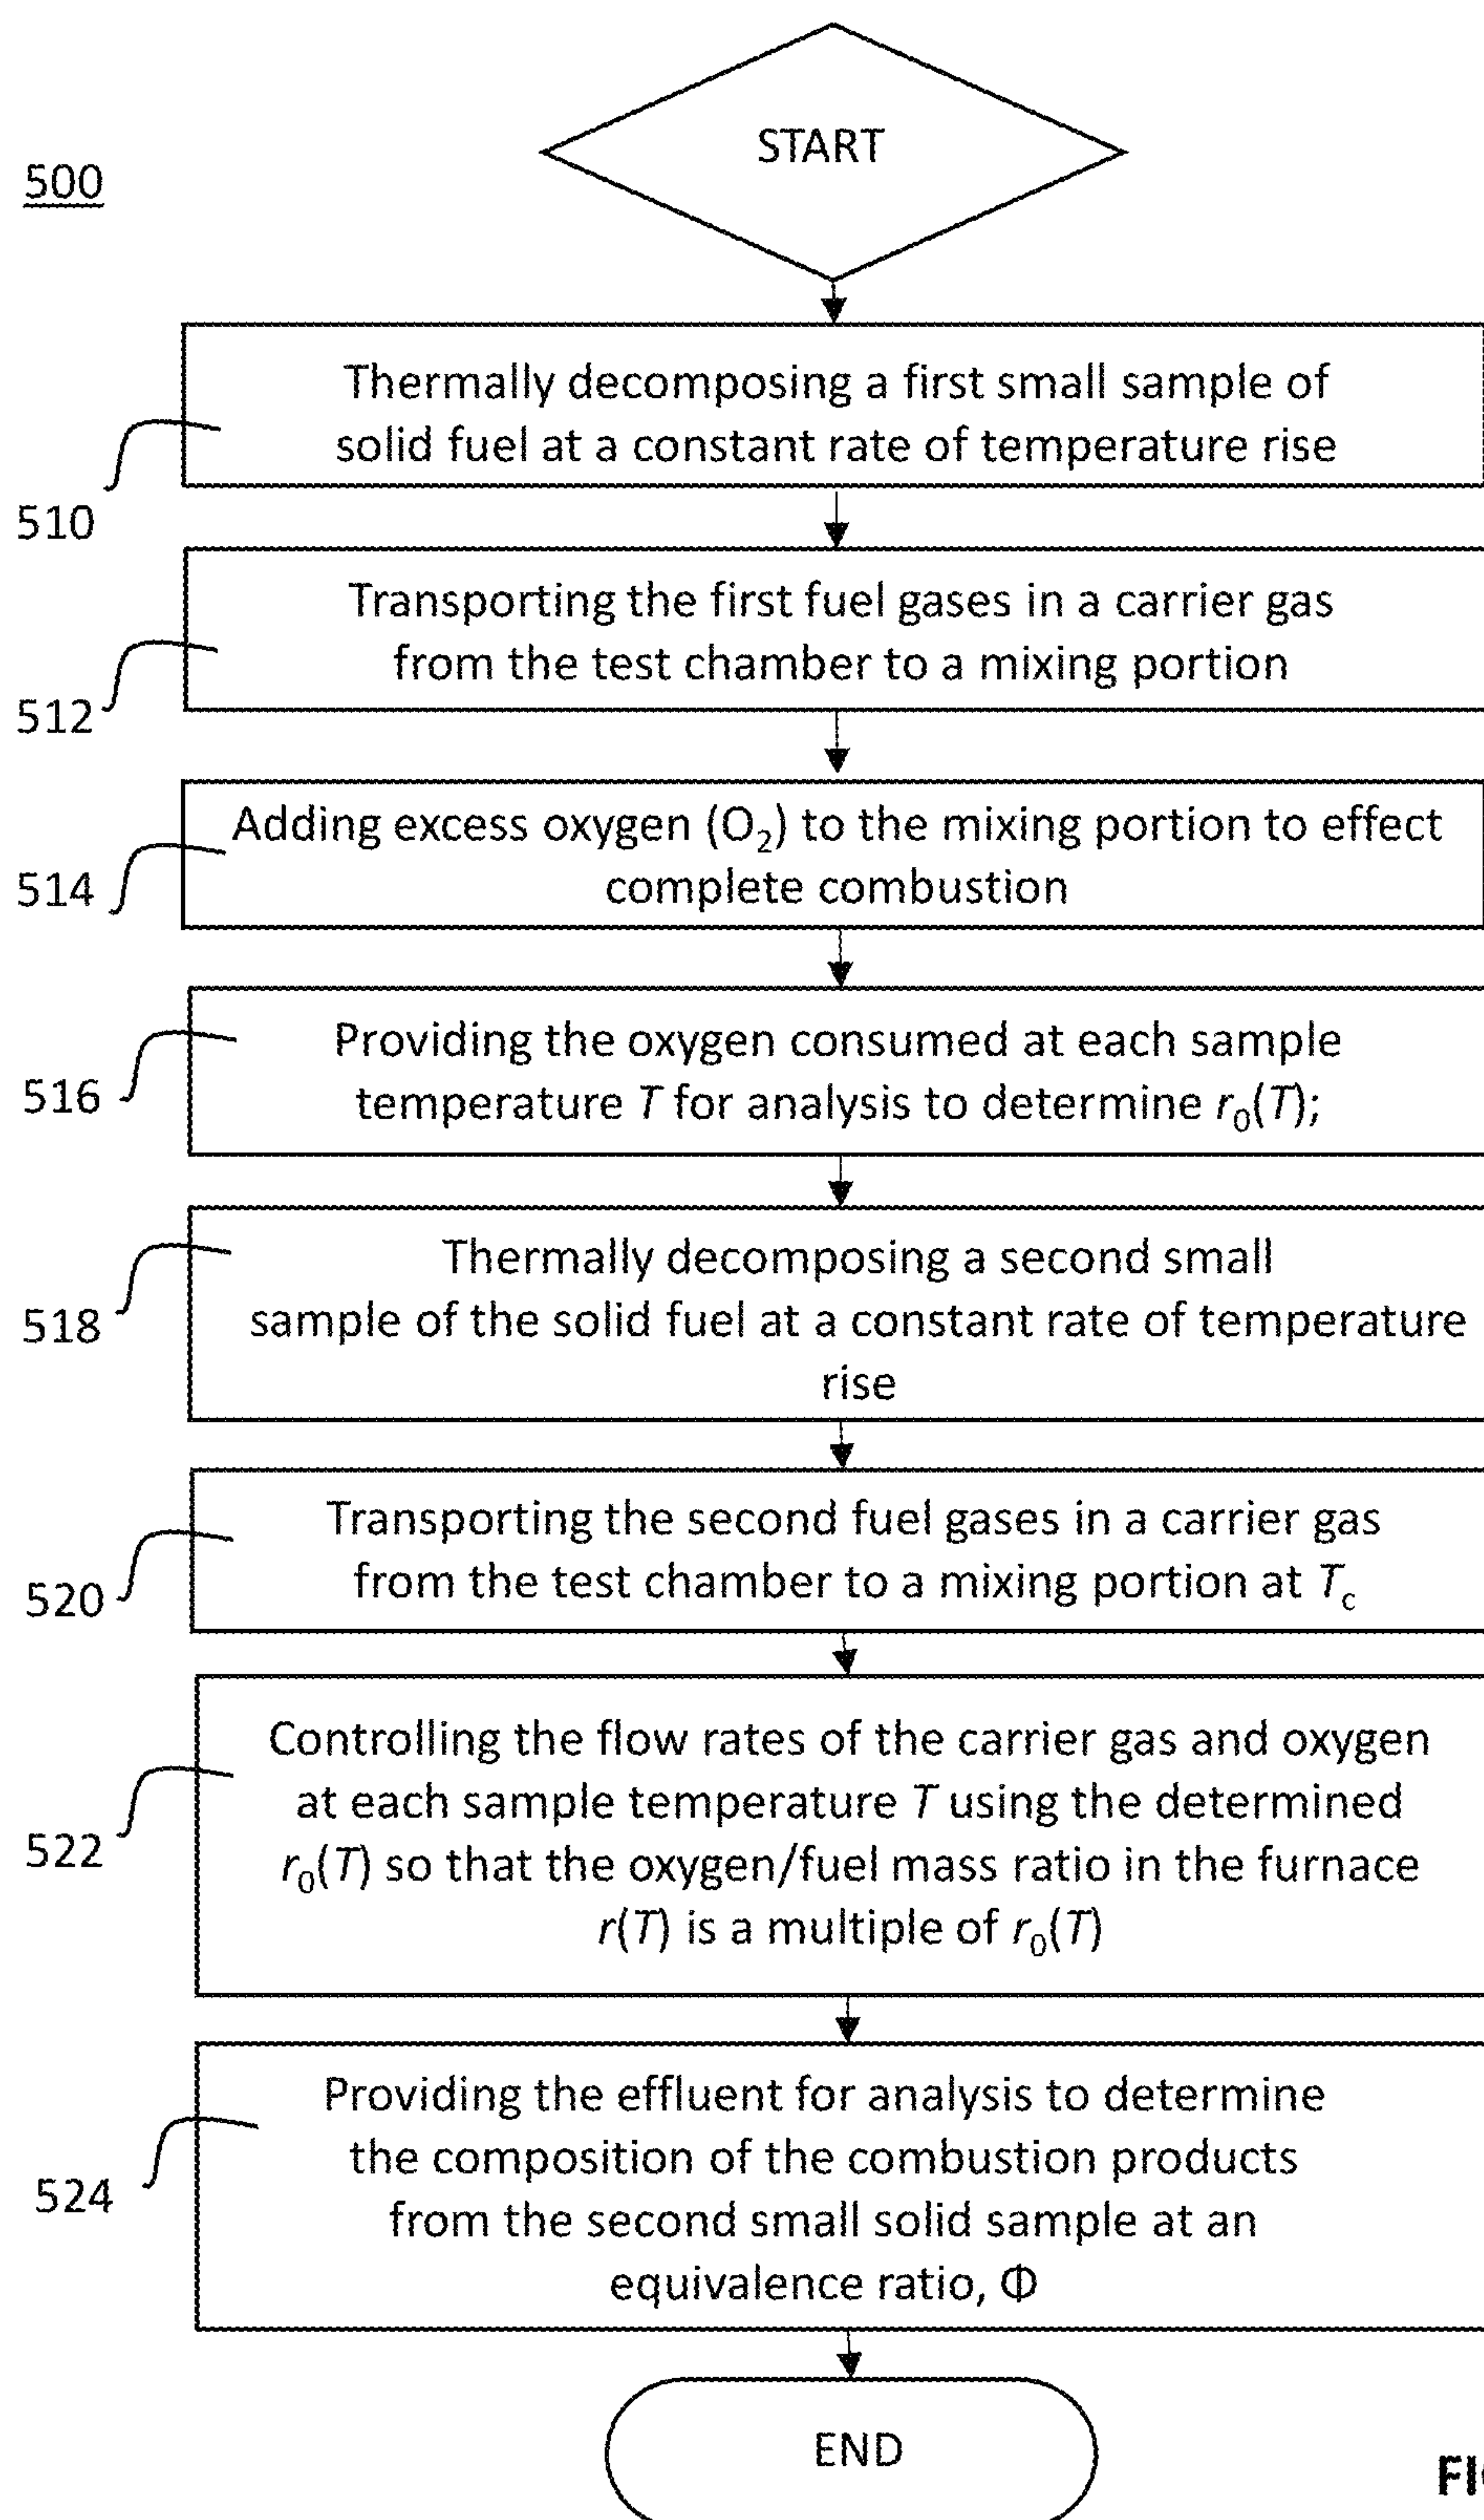 START
500
Thermally decomposing a first small sample of
solid fuel at a constant rate of temperature rise
510
Transporting the first fuel gases in a carrier gas
from the test chamber to a mixing portion
512
Adding excess oxygen (O₂) to the mixing portion to effect
complete combustion
514
Providing the oxygen consumed at each sample
temperature T for analysis to determine r₀(T);
516
Thermally decomposing a second small
sample of the solid fuel at a constant rate of temperature
rise
518
Transporting the second fuel gases in a carrier gas
from the test chamber to a mixing portion at T꜀
520
Controlling the flow rates of the carrier gas and oxygen
at each sample temperature T using the determined
r₀(T) so that the oxygen/fuel mass ratio in the furnace
r(T) is a multiple of r₀(T)
522
Providing the effluent for analysis to determine
the composition of the combustion products
from the second small solid sample at an
equivalence ratio, Φ
524
END